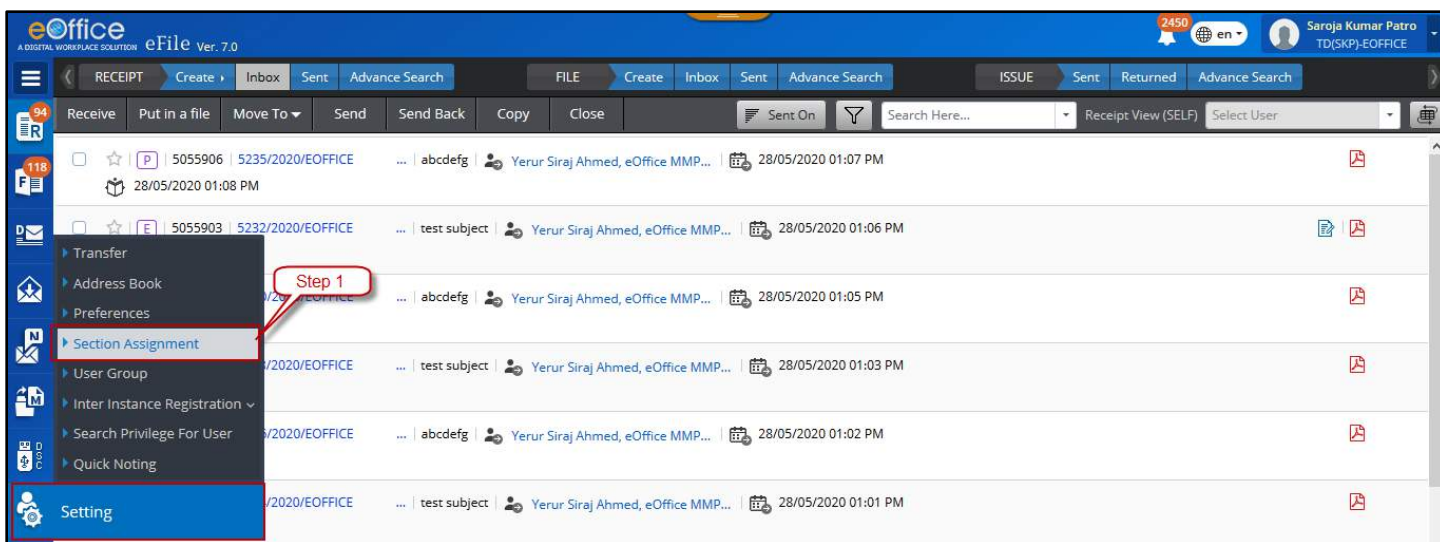 eOffice
A DIGITAL WORKPLACE SOLUTION eFile Ver. 7.0
2450 en Saroja Kumar Patro
TD(SKP)-EOFFICE
RECEIPT Create Inbox Sent Advance Search FILE Create Inbox Sent Advance Search ISSUE Sent Returned Advance Search
94 R Receive Put in a file Move To Send Send Back Copy Close Sent On Search Here... Receipt View (SELF) Select User
P 5055906 5235/2020/EOFFICE ... abcdefg Yerur Siraj Ahmed, eOffice MMP... 28/05/2020 01:07 PM
118 F 28/05/2020 01:08 PM
D E 5055903 5232/2020/EOFFICE ... test subject Yerur Siraj Ahmed, eOffice MMP... 28/05/2020 01:06 PM
Transfer
Address Book
Step 1
/2020/EOFFICE ... abcdefg Yerur Siraj Ahmed, eOffice MMP... 28/05/2020 01:05 PM
Preferences
N Section Assignment
/2020/EOFFICE ... test subject Yerur Siraj Ahmed, eOffice MMP... 28/05/2020 01:03 PM
User Group
M Inter Instance Registration
Search Privilege For User /2020/EOFFICE ... abcdefg Yerur Siraj Ahmed, eOffice MMP... 28/05/2020 01:02 PM
DSC Quick Noting
Setting /2020/EOFFICE ... test subject Yerur Siraj Ahmed, eOffice MMP... 28/05/2020 01:01 PM